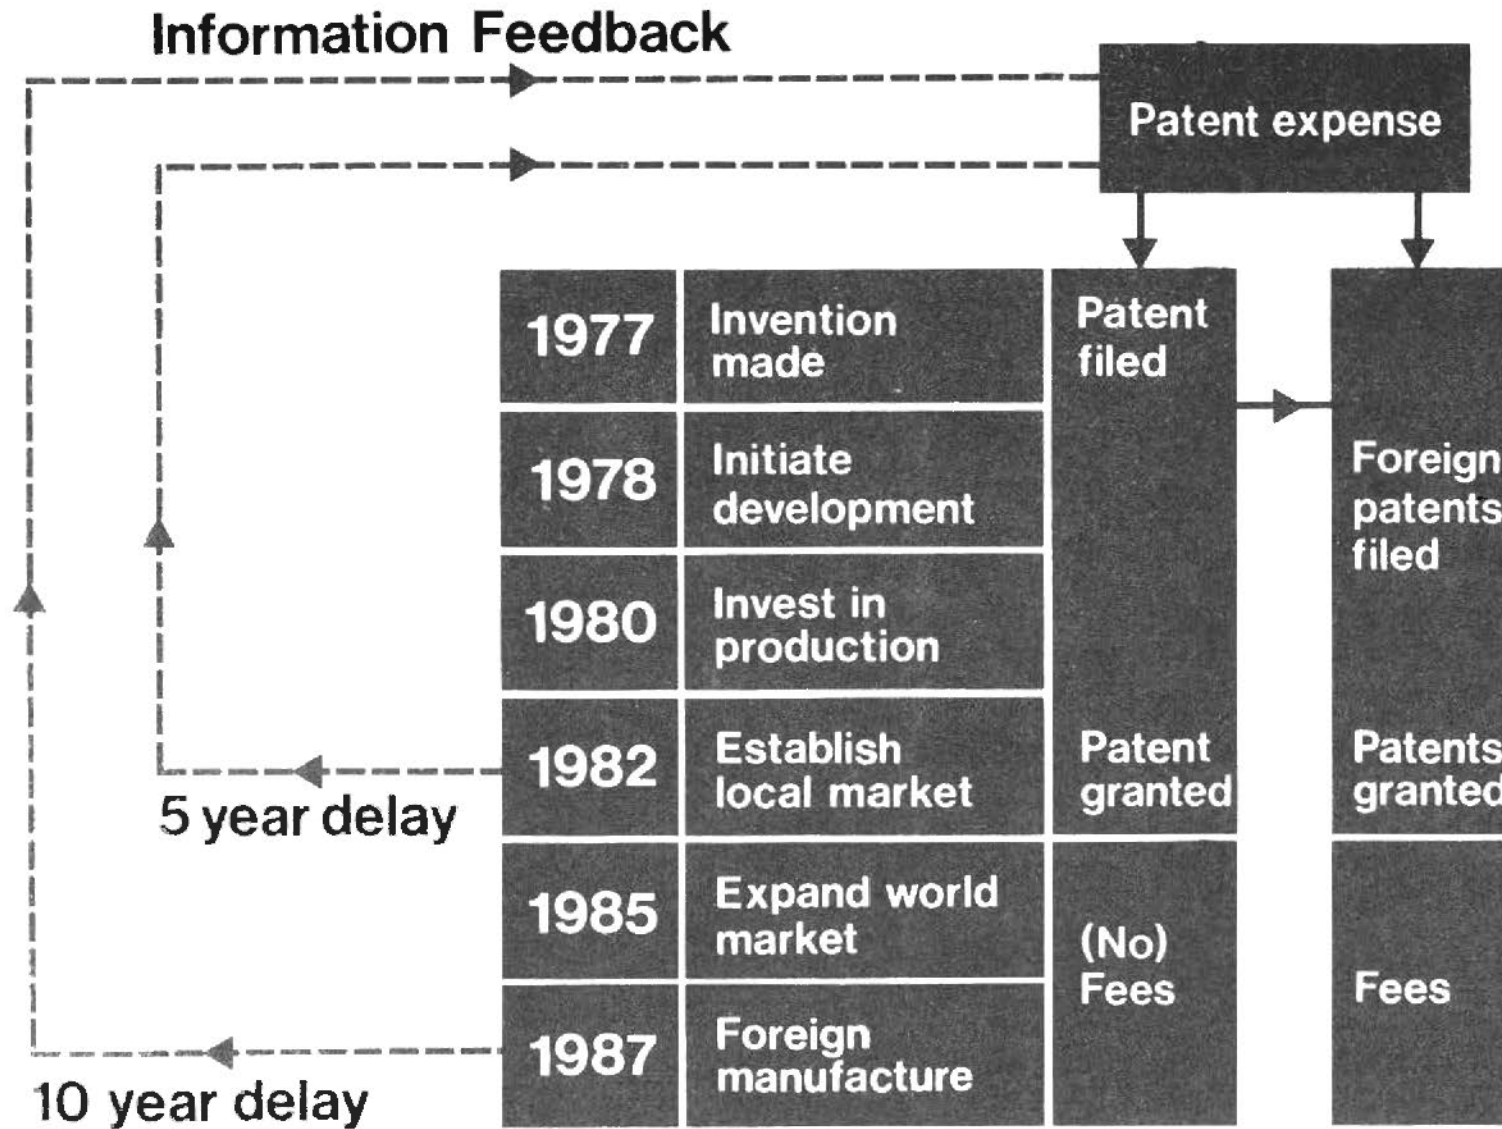 Information Feedback
Patent expense
1977
Invention
made
Patent
filed
1978
Initiate
development
Foreign
patents
filed
1980
Invest in
production
1982
Establish
local market
Patent
granted
Patents
granted
5 year delay
1985
Expand world
market
(No)
Fees
Fees
1987
Foreign
manufacture
10 year delay